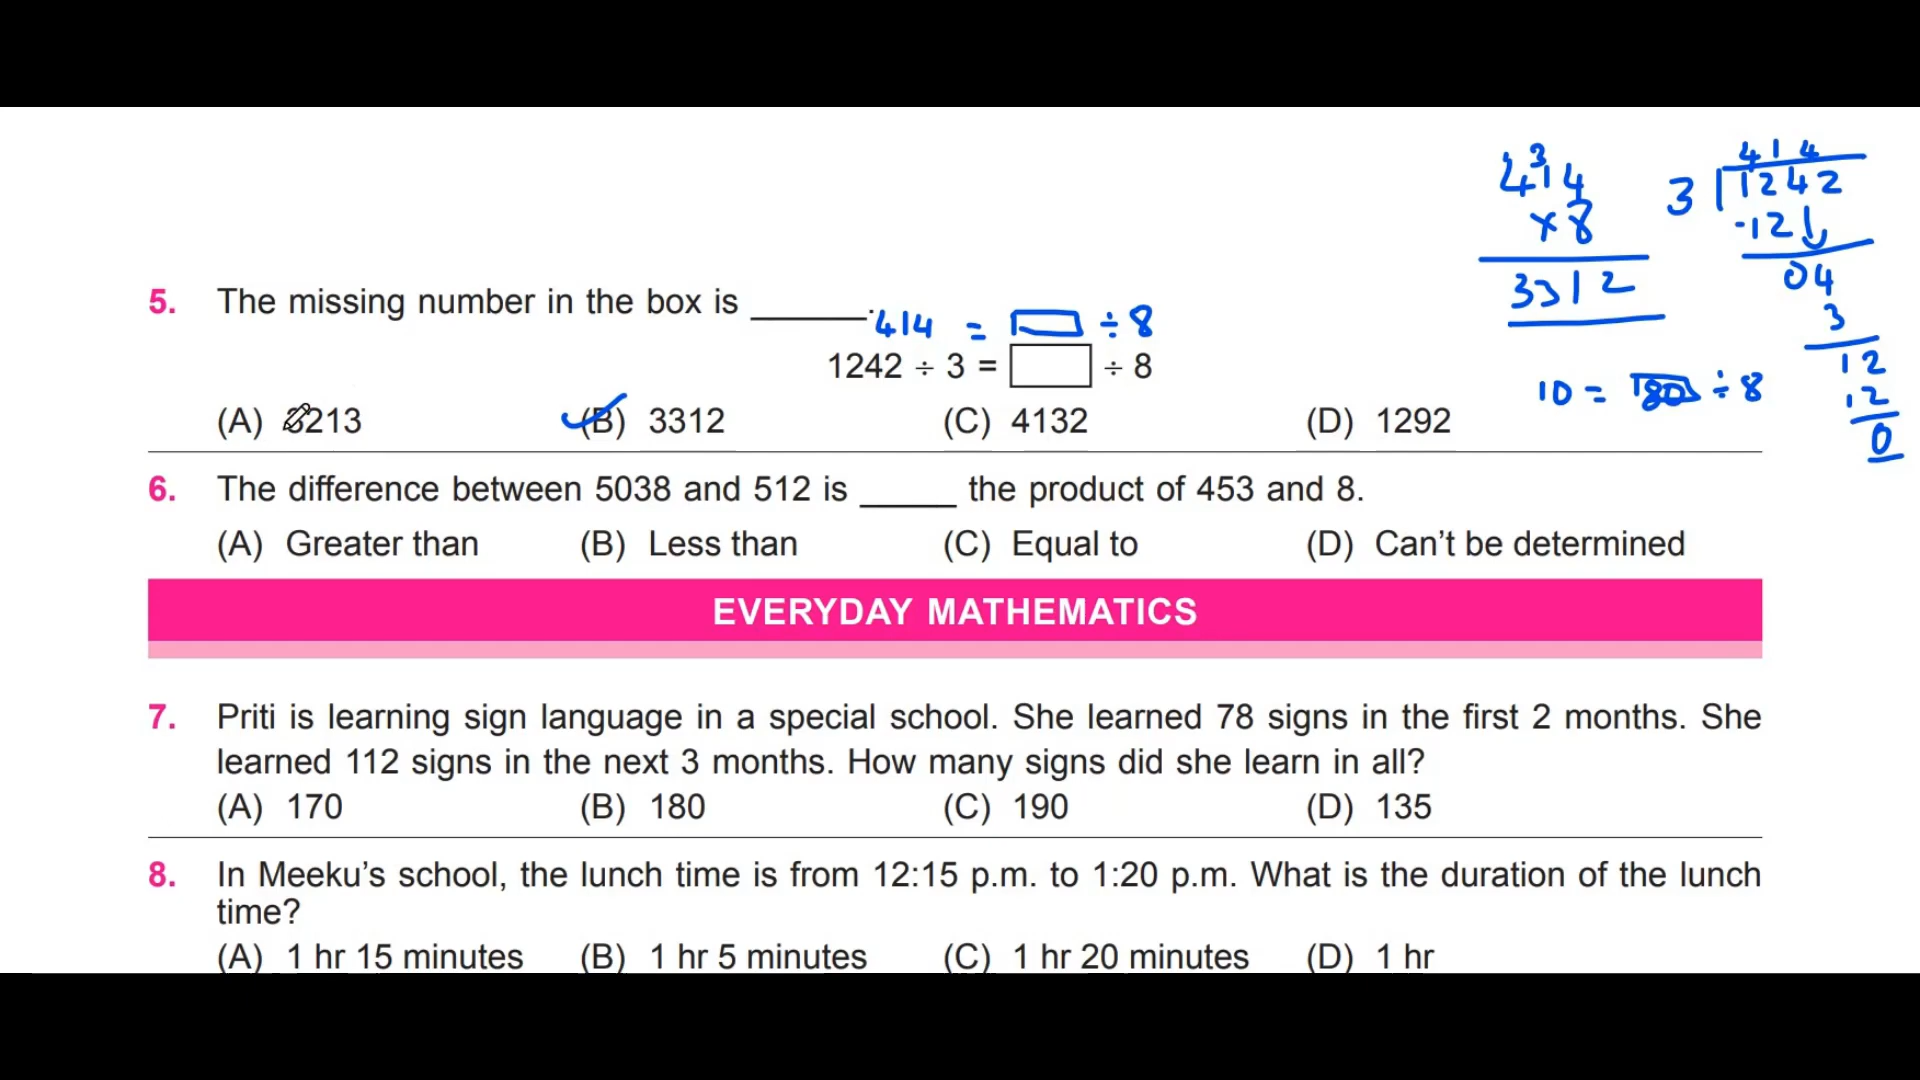 5. The missing number in the box is ______.
414 = ÷ 8
1242 ÷ 3 = ÷ 8
(A) 3213 (B) 3312 (C) 4132 (D) 1292
6. The difference between 5038 and 512 is _____ the product of 453 and 8.
(A) Greater than (B) Less than (C) Equal to (D) Can't be determined
EVERYDAY MATHEMATICS
7. Priti is learning sign language in a special school. She learned 78 signs in the first 2 months. She
learned 112 signs in the next 3 months. How many signs did she learn in all?
(A) 170 (B) 180 (C) 190 (D) 135
8. In Meeku's school, the lunch time is from 12:15 p.m. to 1:20 p.m. What is the duration of the lunch
time?
(A) 1 hr 15 minutes (B) 1 hr 5 minutes (C) 1 hr 20 minutes (D) 1 hr
3
414
×8
3312
10 = 80 ÷ 8
414
3 1242
-12
04
3
12
12
0